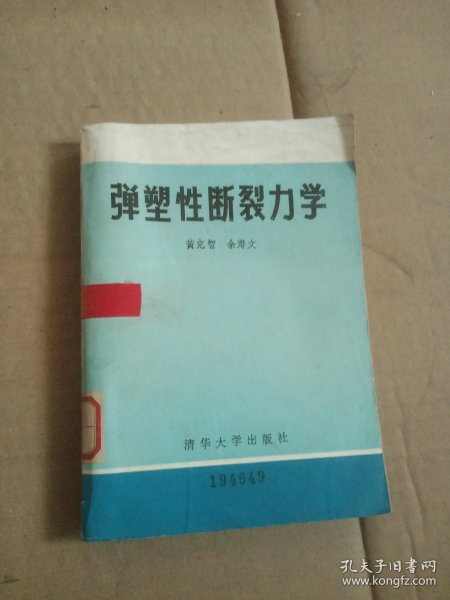 弹塑性断裂力学
黄克智 余寿文
清华大学出版社
194649
孔夫子旧书网
www.kongfz.com